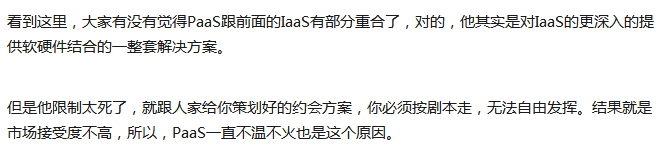 看到这里，大家有没有觉得PaaS跟前面的IaaS有部分重合了，对的，他其实是对IaaS的更深入的提
供软硬件结合的一整套解决方案。
但是他限制太死了，就跟人家给你策划好的约会方案，你必须按剧本走，无法自由发挥。结果就是
市场接受度不高，所以，PaaS一直不温不火也是这个原因。